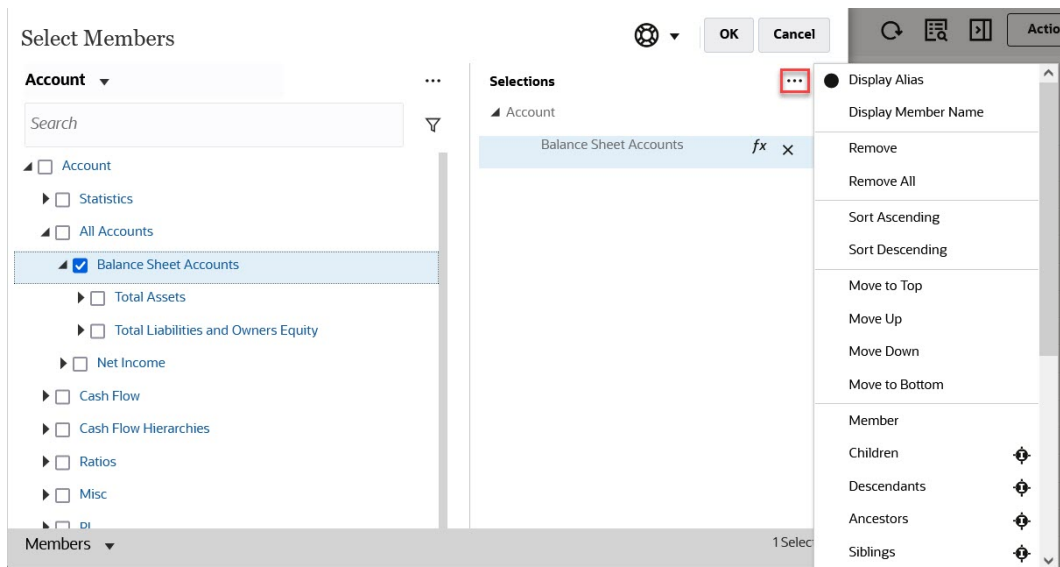 Select Members
OK
Cancel
Account
...
Search
Account
Statistics
All Accounts
Balance Sheet Accounts
Total Assets
Total Liabilities and Owners Equity
Net Income
Cash Flow
Cash Flow Hierarchies
Ratios
Misc
Members
Selections
...
Account
Balance Sheet Accounts fx
1 Selec
Actio
Display Alias
Display Member Name
Remove
Remove All
Sort Ascending
Sort Descending
Move to Top
Move Up
Move Down
Move to Bottom
Member
Children
Descendants
Ancestors
Siblings